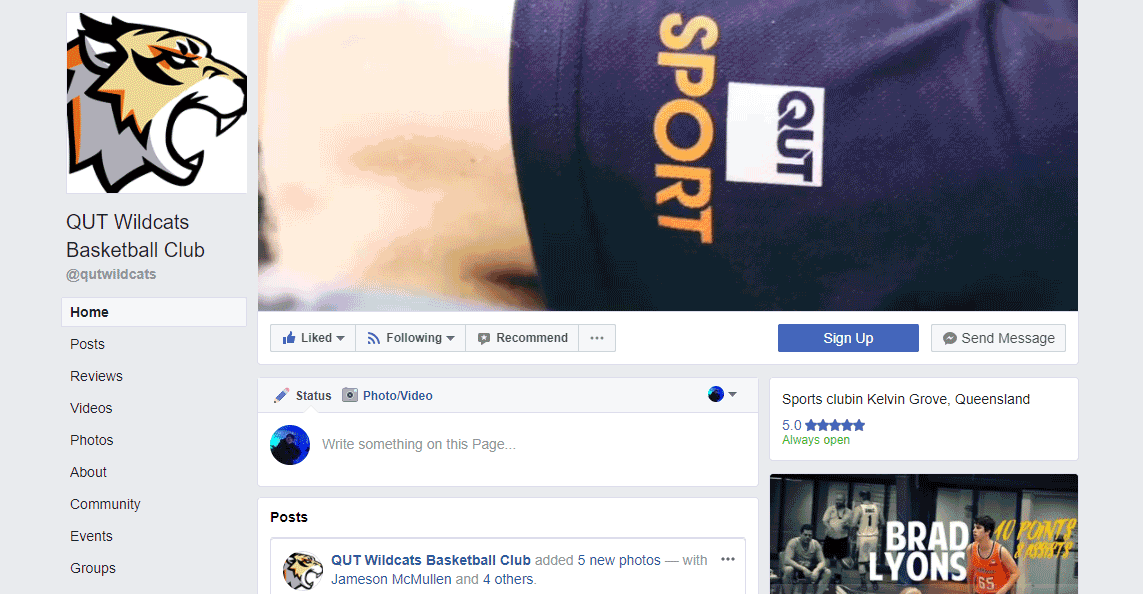 SPORT
QUT
QUT Wildcats
Basketball Club
@qutwildcats
Home
Posts
Reviews
Videos
Photos
About
Community
Events
Groups
Liked
Following
Recommend
Sign Up
Send Message
Status
Photo/Video
Write something on this Page...
Posts
QUT Wildcats Basketball Club added 5 new photos — with
Jameson McMullen and 4 others.
Sports clubin Kelvin Grove, Queensland
5.0
Always open
BRAD
LYONS
10 POINTS
& ASSISTS
1
65